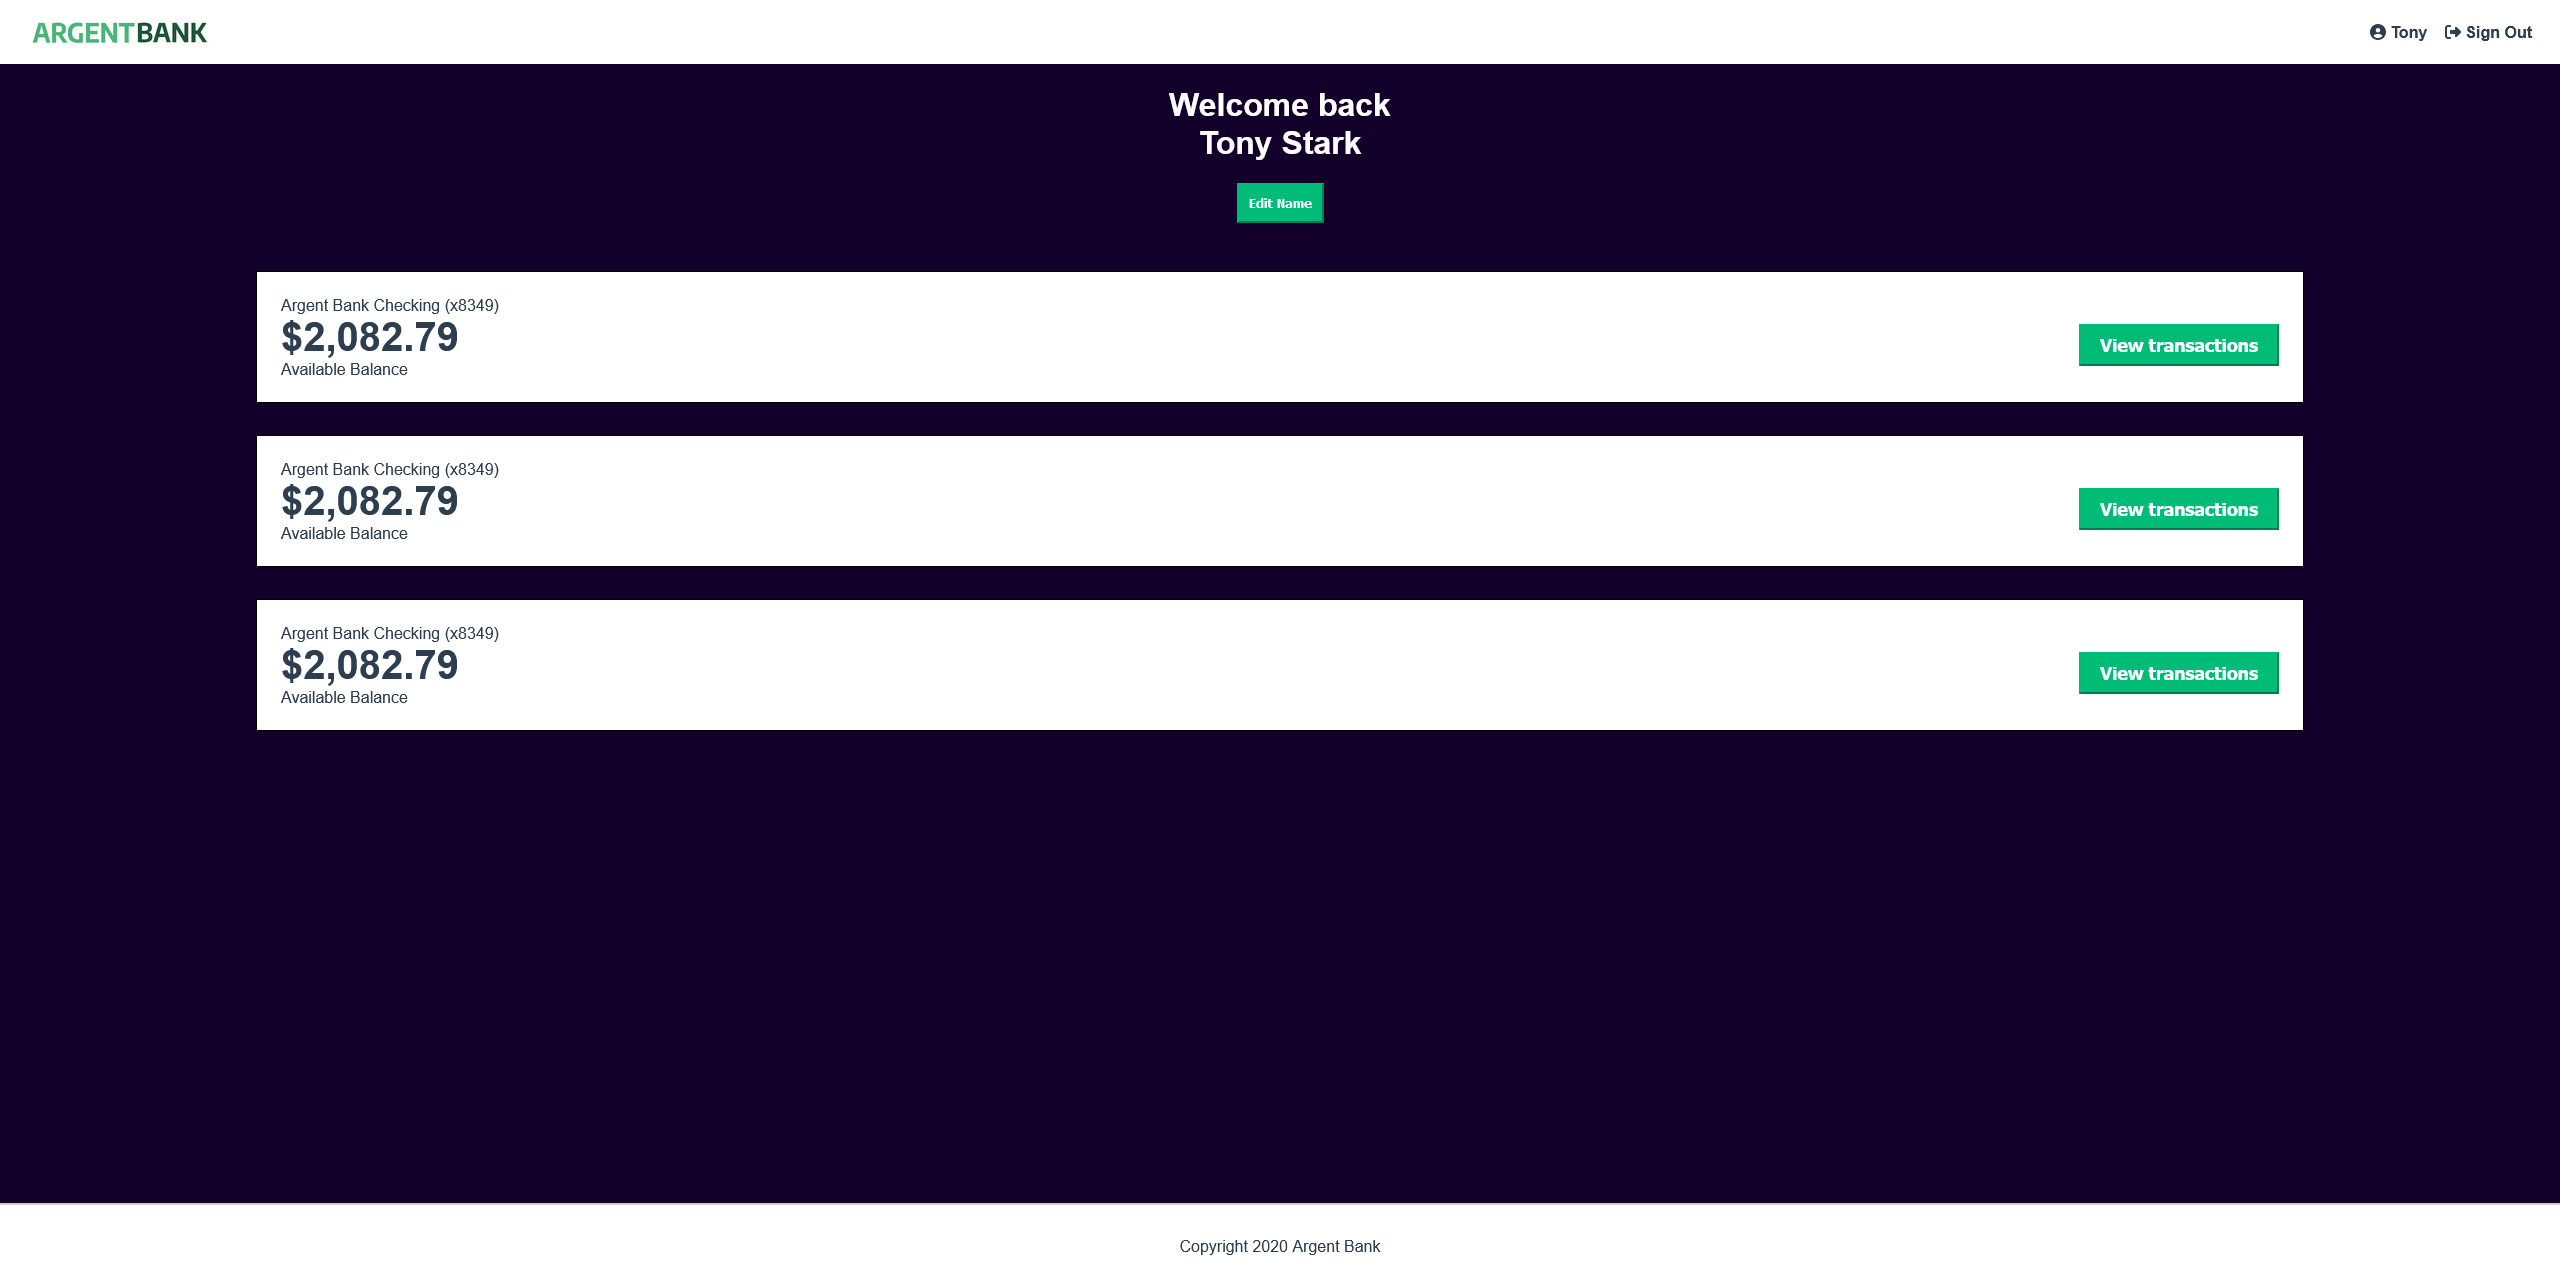 ARGENTBANK
Tony Sign Out
Welcome back
Tony Stark
Edit Name
Argent Bank Checking (x8349)
$2,082.79
Available Balance
View transactions
Argent Bank Checking (x8349)
$2,082.79
Available Balance
View transactions
Argent Bank Checking (x8349)
$2,082.79
Available Balance
View transactions
Copyright 2020 Argent Bank